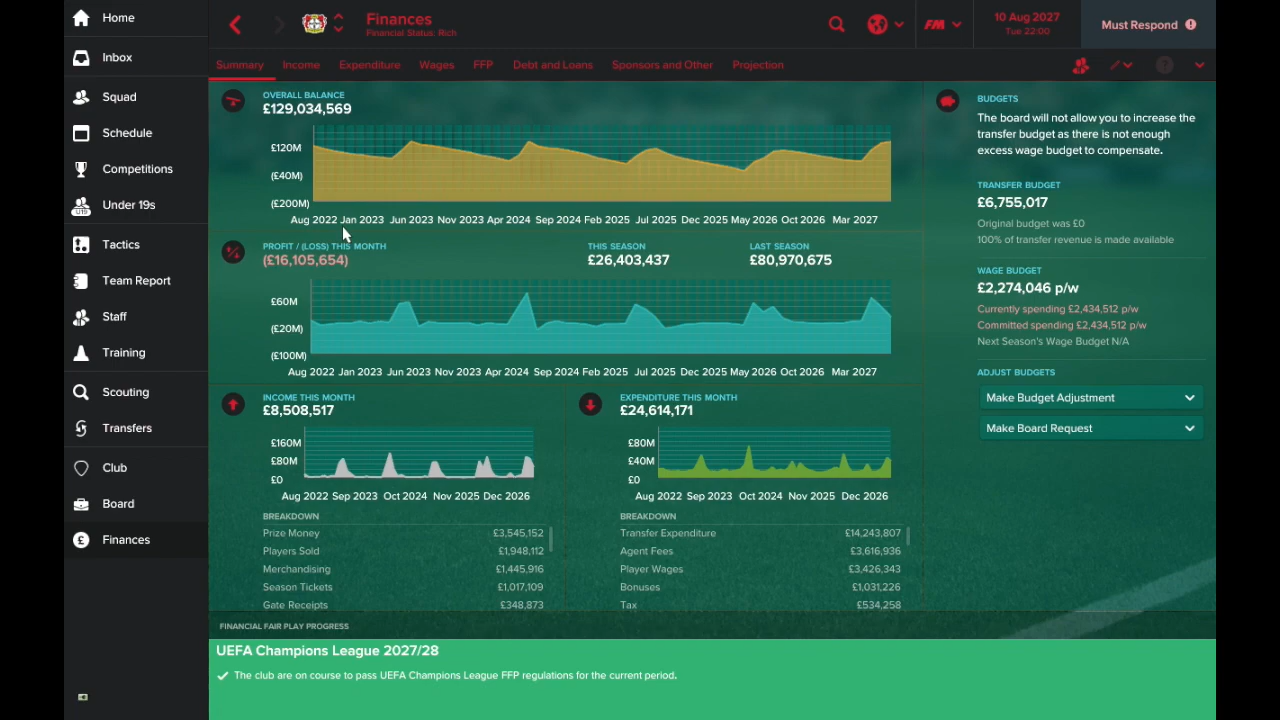 Home
Inbox
Squad
Schedule
Competitions
U19
Under 19s
Tactics
Team Report
Staff
Training
Scouting
Transfers
Club
Board
£
Finances
Finances
Financial Status: Rich
FM
10 Aug 2027
Tue 22:00
Must Respond
Summary
Income
Expenditure
Wages
FFP
Debt and Loans
Sponsors and Other
Projection
OVERALL BALANCE
£129,034,569
£120M
(£40M)
(£200M)
Aug 2022 Jan 2023 Jun 2023 Nov 2023 Apr 2024 Sep 2024 Feb 2025 Jul 2025 Dec 2025 May 2026 Oct 2026 Mar 2027
PROFIT / (LOSS) THIS MONTH
(£16,105,654)
THIS SEASON
£26,403,437
LAST SEASON
£80,970,675
£60M
(£20M)
(£100M)
Aug 2022 Jan 2023 Jun 2023 Nov 2023 Apr 2024 Sep 2024 Feb 2025 Jul 2025 Dec 2025 May 2026 Oct 2026 Mar 2027
INCOME THIS MONTH
£8,508,517
£160M
£80M
£0
Aug 2022 Sep 2023 Oct 2024 Nov 2025 Dec 2026
BREAKDOWN
Prize Money £3,545,152
Players Sold £1,948,112
Merchandising £1,445,916
Season Tickets £1,017,109
Gate Receipts £348,873
EXPENDITURE THIS MONTH
£24,614,171
£80M
£40M
£0
Aug 2022 Sep 2023 Oct 2024 Nov 2025 Dec 2026
BREAKDOWN
Transfer Expenditure £14,243,807
Agent Fees £3,616,936
Player Wages £3,426,343
Bonuses £1,031,226
Tax £534,258
BUDGETS
The board will not allow you to increase the
transfer budget as there is not enough
excess wage budget to compensate.
TRANSFER BUDGET
£6,755,017
Original budget was £0
100% of transfer revenue is made available
WAGE BUDGET
£2,274,046 p/w
Currently spending £2,434,512 p/w
Committed spending £2,434,512 p/w
Next Season's Wage Budget N/A
ADJUST BUDGETS
Make Budget Adjustment
Make Board Request
FINANCIAL FAIR PLAY PROGRESS
UEFA Champions League 2027/28
The club are on course to pass UEFA Champions League FFP regulations for the current period.